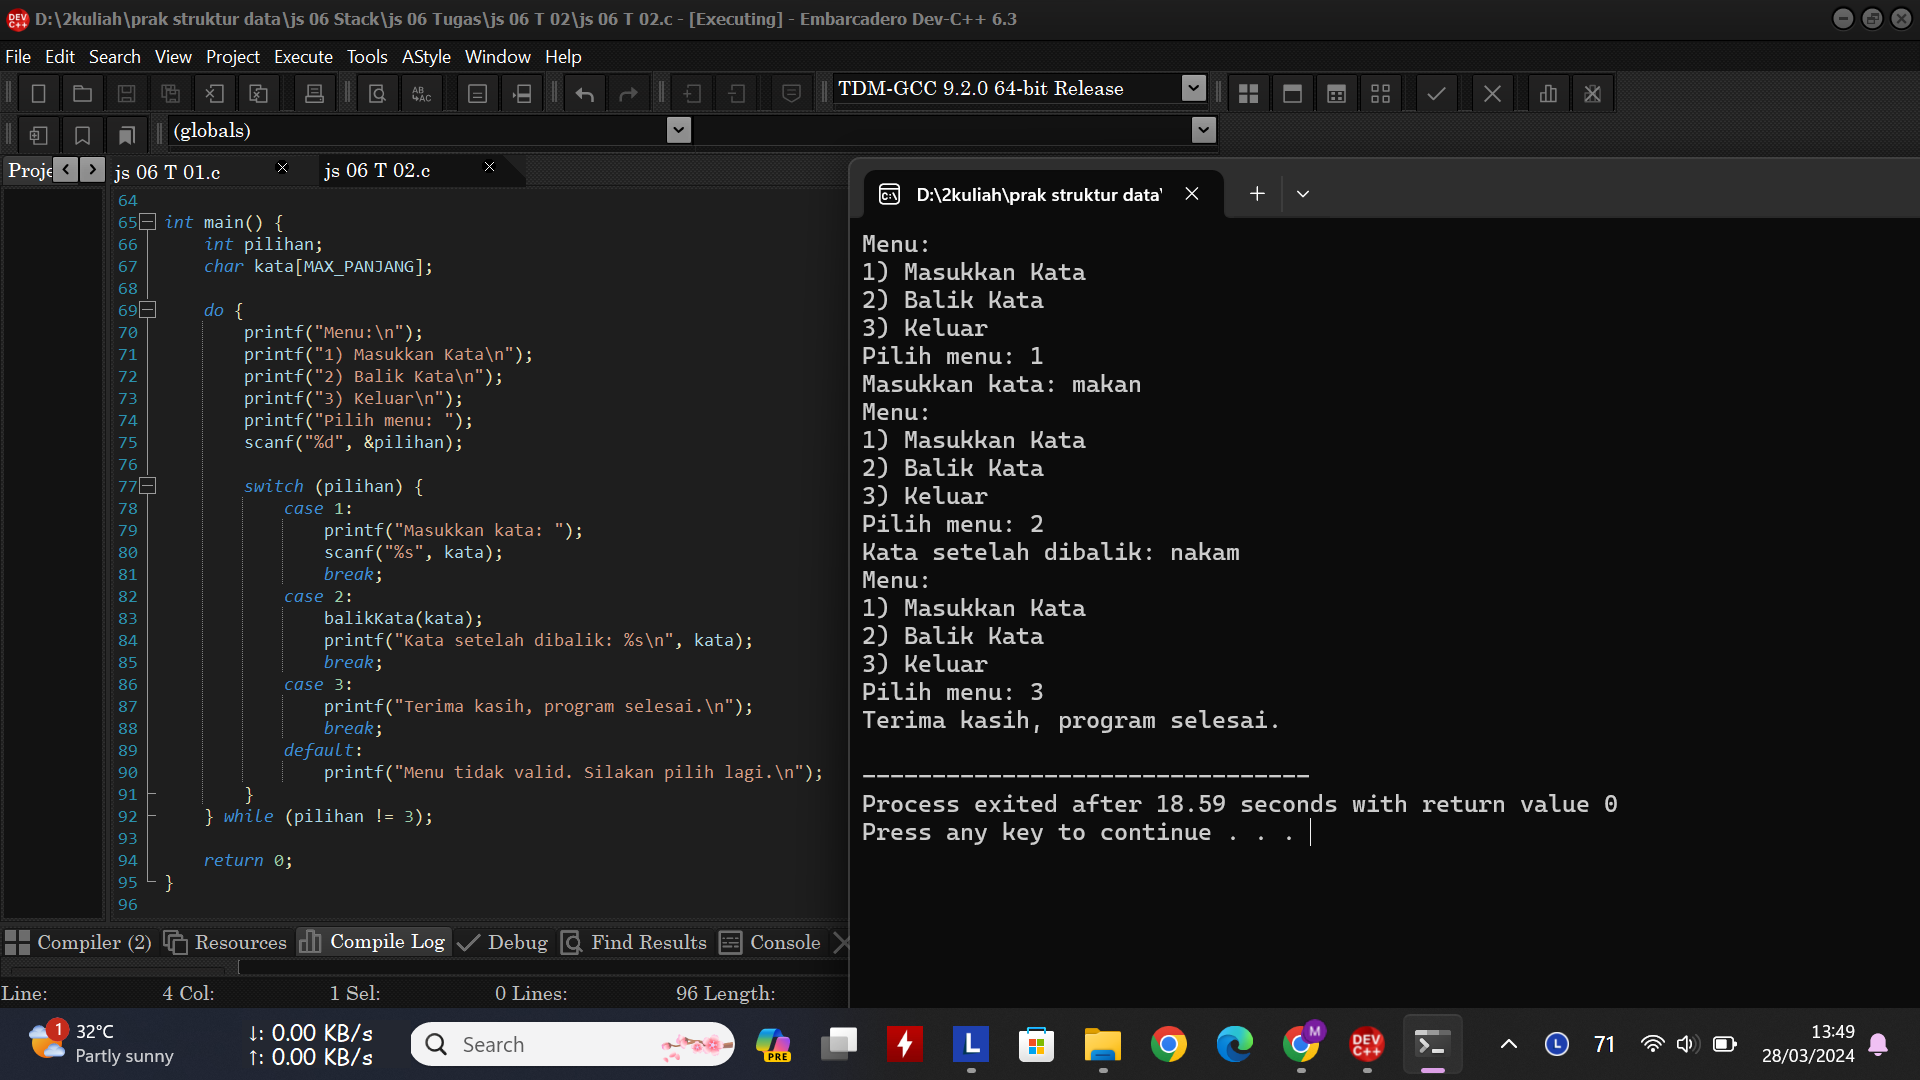 D:\2kuliah\prak struktur data\js 06 Stack\js 06 Tugas\js 06 T 02\js 06 T 02.c - [Executing] - Embarcadero Dev-C++ 6.3
File Edit Search View Project Execute Tools AStyle Window Help
TDM-GCC 9.2.0 64-bit Release
(globals)
Proje
js 06 T 01.c
js 06 T 02.c
64
65 int main() {
66 int pilihan;
67 char kata[MAX_PANJANG];
68
69 do {
70 printf("Menu:\n");
71 printf("1) Masukkan Kata\n");
72 printf("2) Balik Kata\n");
73 printf("3) Keluar\n");
74 printf("Pilih menu: ");
75 scanf("%d", &pilihan);
76
77 switch (pilihan) {
78 case 1:
79 printf("Masukkan kata: ");
80 scanf("%s", kata);
81 break;
82 case 2:
83 balikKata(kata);
84 printf("Kata setelah dibalik: %s\n", kata);
85 break;
86 case 3:
87 printf("Terima kasih, program selesai.\n");
88 break;
89 default:
90 printf("Menu tidak valid. Silakan pilih lagi.\n");
91 }
92 } while (pilihan != 3);
93
94 return 0;
95 }
96
D:\2kuliah\prak struktur data\
Menu:
1) Masukkan Kata
2) Balik Kata
3) Keluar
Pilih menu: 1
Masukkan kata: makan
Menu:
1) Masukkan Kata
2) Balik Kata
3) Keluar
Pilih menu: 2
Kata setelah dibalik: nakam
Menu:
1) Masukkan Kata
2) Balik Kata
3) Keluar
Pilih menu: 3
Terima kasih, program selesai.
--------------------------------
Process exited after 18.59 seconds with return value 0
Press any key to continue . . .
Compiler (2) Resources Compile Log Debug Find Results Console
Line: 4 Col: 1 Sel: 0 Lines: 96 Length:
1
32°C
Partly sunny
↓: 0.00 KB/s
↑: 0.00 KB/s
Search
PRE
L
M
DEV C++
L
71
13:49
28/03/2024